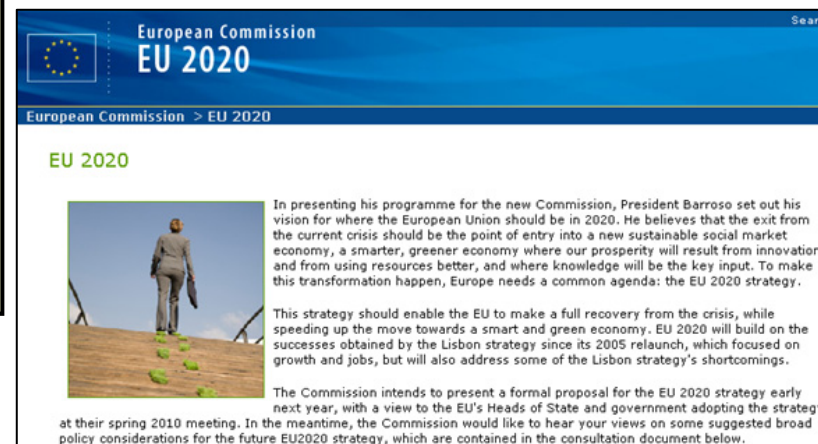 Sear
European Commission
EU 2020
European Commission > EU 2020
EU 2020
In presenting his programme for the new Commission, President Barroso set out his
vision for where the European Union should be in 2020. He believes that the exit from
the current crisis should be the point of entry into a new sustainable social market
economy, a smarter, greener economy where our prosperity will result from innovation
and from using resources better, and where knowledge will be the key input. To make
this transformation happen, Europe needs a common agenda: the EU 2020 strategy.
This strategy should enable the EU to make a full recovery from the crisis, while
speeding up the move towards a smart and green economy. EU 2020 will build on the
successes obtained by the Lisbon strategy since its 2005 relaunch, which focused on
growth and jobs, but will also address some of the Lisbon strategy's shortcomings.
The Commission intends to present a formal proposal for the EU 2020 strategy early
next year, with a view to the EU's Heads of State and government adopting the strategy
at their spring 2010 meeting. In the meantime, the Commission would like to hear your views on some suggested broad
policy considerations for the future EU2020 strategy, which are contained in the consultation document below.